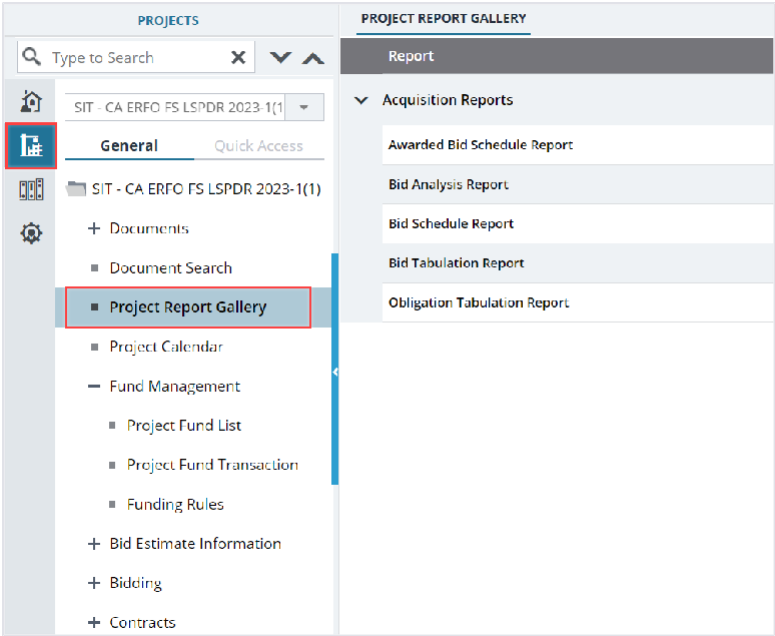 PROJECTS
Type to Search
SIT - CA ERFO FS LSPDR 2023-1(1
General
Quick Access
SIT - CA ERFO FS LSPDR 2023-1(1)
Documents
Document Search
Project Report Gallery
Project Calendar
Fund Management
Project Fund List
Project Fund Transaction
Funding Rules
Bid Estimate Information
Bidding
Contracts
PROJECT REPORT GALLERY
Report
Acquisition Reports
Awarded Bid Schedule Report
Bid Analysis Report
Bid Schedule Report
Bid Tabulation Report
Obligation Tabulation Report